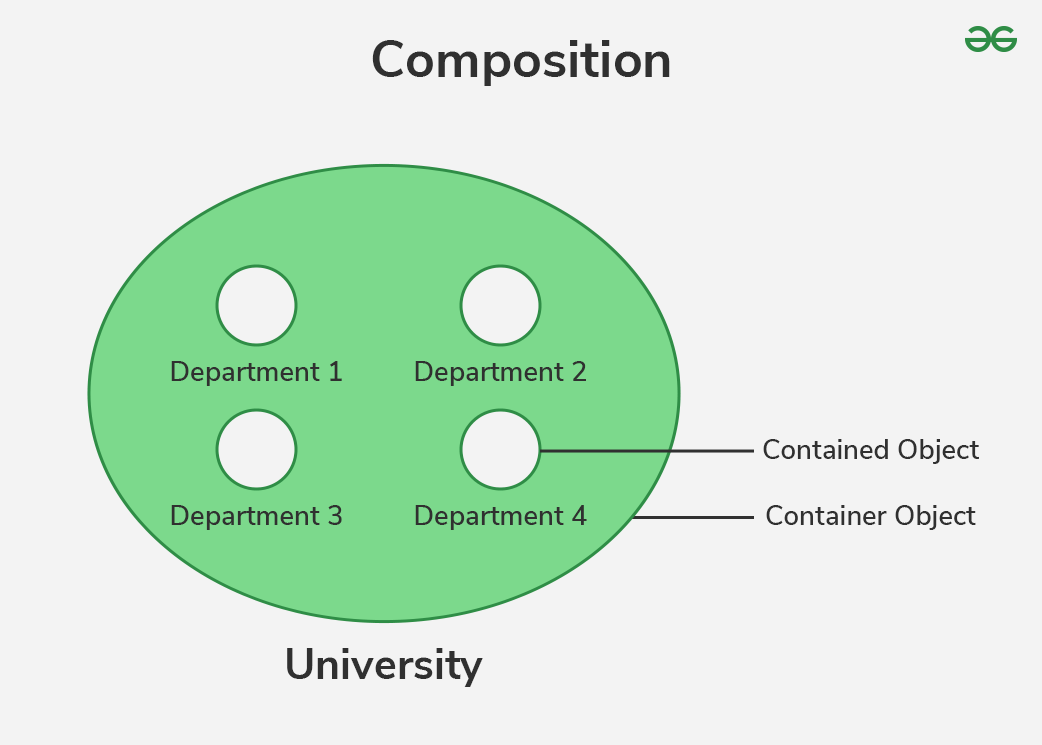 Composition
Department 1
Department 2
Department 3
Department 4
Contained Object
Container Object
University